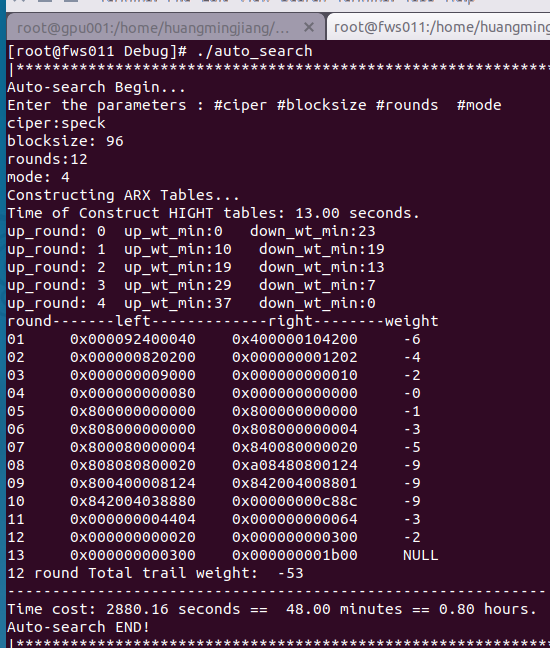 root@gpu001:/home/huangmingjiang/... × root@fws011:/home/huangming
[root@fws011 Debug]# ./auto_search
|************************************************************
Auto-search Begin...
Enter the parameters : #ciper #blocksize #rounds  #mode
ciper:speck
blocksize: 96
rounds:12
mode: 4
Constructing ARX Tables...
Time of Construct HIGHT tables: 13.00 seconds.
up_round: 0  up_wt_min:0   down_wt_min:23
up_round: 1  up_wt_min:10   down_wt_min:19
up_round: 2  up_wt_min:19   down_wt_min:13
up_round: 3  up_wt_min:29   down_wt_min:7
up_round: 4  up_wt_min:37   down_wt_min:0
round-------left-------------right--------weight
01     0x000092400040    0x400000104200     -6
02     0x000000820200    0x000000001202     -4
03     0x000000009000    0x000000000010     -2
04     0x000000000080    0x000000000000     -0
05     0x800000000000    0x800000000000     -1
06     0x808000000000    0x808000000004     -3
07     0x800080000004    0x840080000020     -5
08     0x808080800020    0xa08480800124     -9
09     0x800400008124    0x842004008801     -9
10     0x842004038880    0x00000000c88c     -9
11     0x000000004404    0x000000000064     -3
12     0x000000000020    0x000000000300     -2
13     0x000000000300    0x000000001b00     NULL
12 round Total trail weight:  -53
---------------------------------------------------------------
Time cost: 2880.16 seconds ==  48.00 minutes == 0.80 hours.
Auto-search END!
|************************************************************